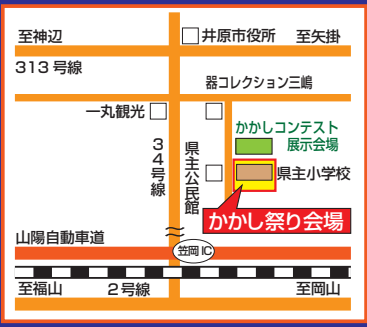 至神辺
井原市役所
至矢掛
313号線
器コレクション三嶋
一丸観光
34号線
県主公民館
かかしコンテスト
展示会場
県主小学校
かかし祭り会場
山陽自動車道
笠岡IC
至福山
2号線
至岡山